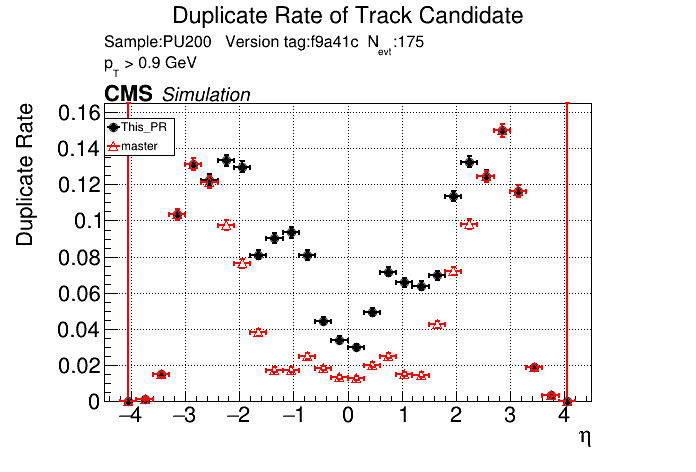 Duplicate Rate of Track Candidate
Sample:PU200 Version tag:f9a41c N_evt:175
p_T > 0.9 GeV
CMS Simulation
Duplicate Rate
0.16
0.14
0.12
0.1
0.08
0.06
0.04
0.02
0
This_PR
master
−4 −3 −2 −1 0 1 2 3 4
η